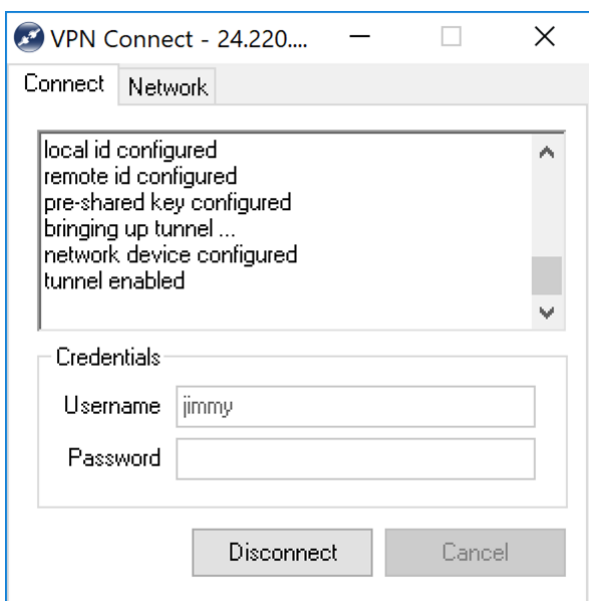 VPN Connect - 24.220....
Connect
Network
local id configured
remote id configured
pre-shared key configured
bringing up tunnel ...
network device configured
tunnel enabled
Credentials
Username jimmy
Password
Disconnect Cancel